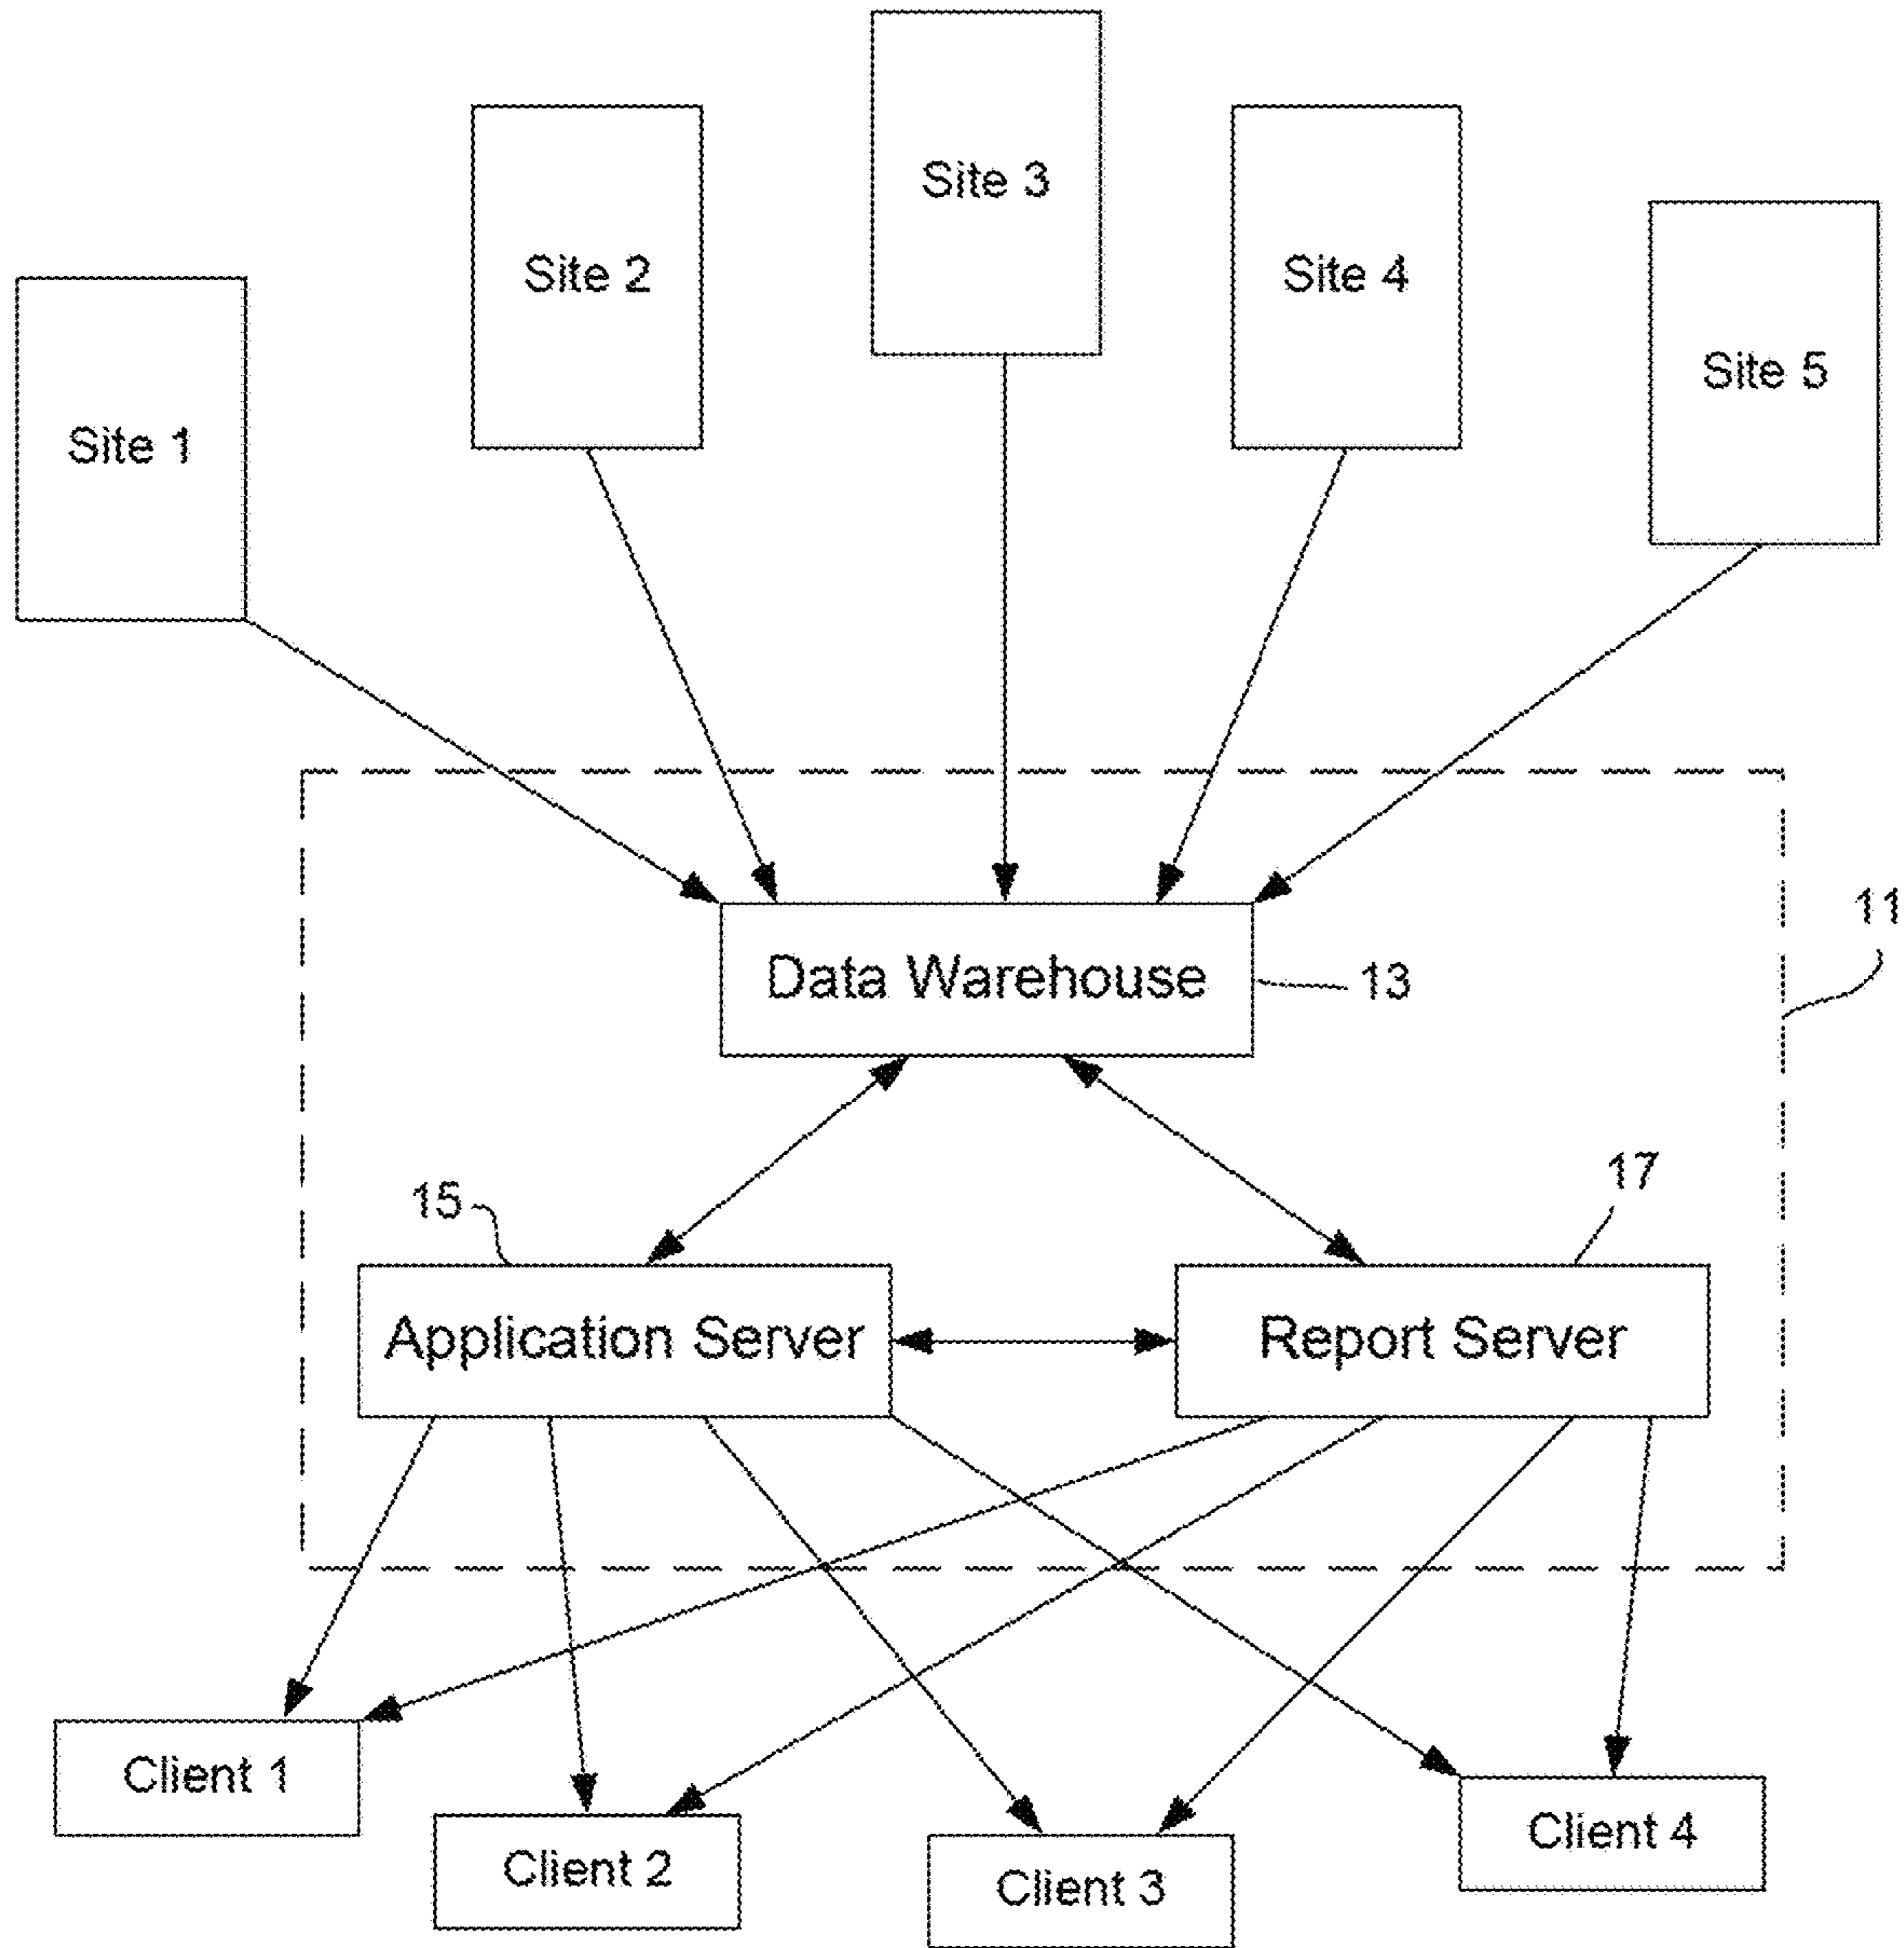 Site 3
Site 2
Site 4
Site 5
Site 1
11
Data Warehouse
13
15
17
Application Server
Report Server
Client 1
Client 2
Client 3
Client 4